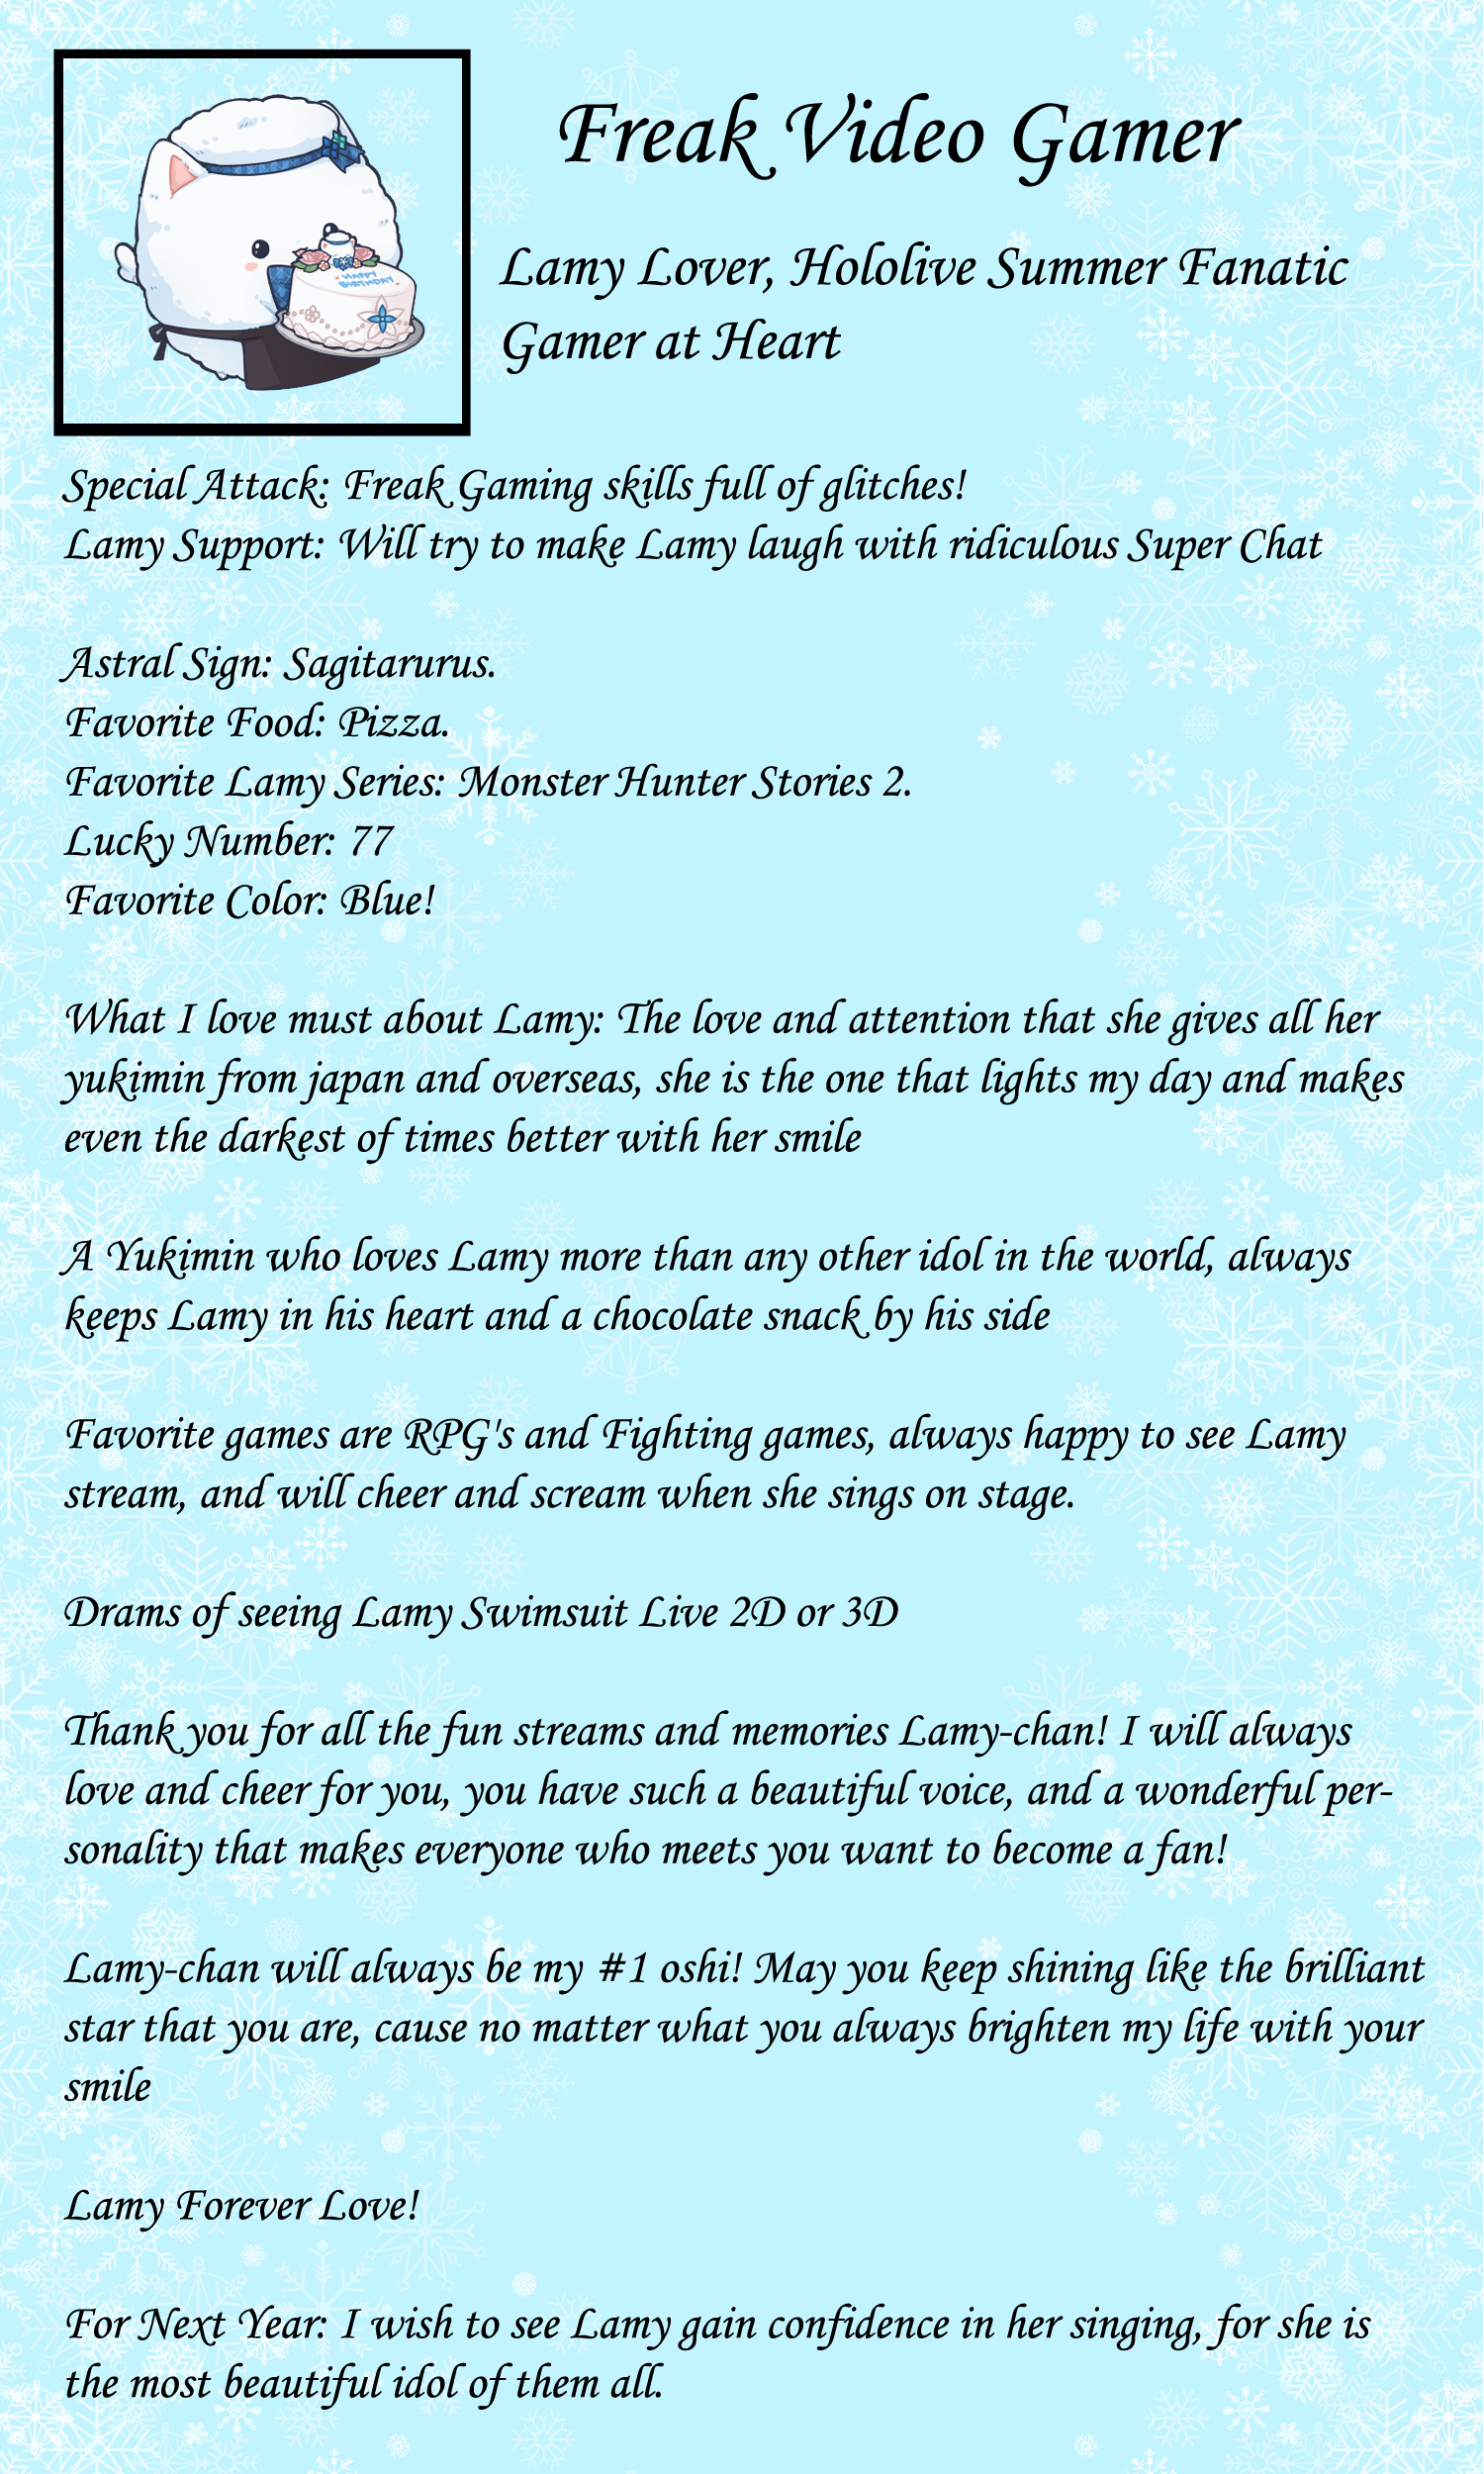 Freak Video Gamer
Lamy Lover, Hololive Summer Fanatic
Gamer at Heart
HAPPY
BIRTHDAY
Special Attack: Freak Gaming skills full of glitches!
Lamy Support: Will try to make Lamy laugh with ridiculous Super Chat
Astral Sign: Sagitarurus.
Favorite Food: Pizza.
Favorite Lamy Series: Monster Hunter Stories 2.
Lucky Number: 77
Favorite Color: Blue!
What I love must about Lamy: The love and attention that she gives all her
yukimin from japan and overseas, she is the one that lights my day and makes
even the darkest of times better with her smile
A Yukimin who loves Lamy more than any other idol in the world, always
keeps Lamy in his heart and a chocolate snack by his side
Favorite games are RPG's and Fighting games, always happy to see Lamy
stream, and will cheer and scream when she sings on stage.
Drams of seeing Lamy Swimsuit Live 2D or 3D
Thank you for all the fun streams and memories Lamy-chan! I will always
love and cheer for you, you have such a beautiful voice, and a wonderful per-
sonality that makes everyone who meets you want to become a fan!
Lamy-chan will always be my #1 oshi! May you keep shining like the brilliant
star that you are, cause no matter what you always brighten my life with your
smile
Lamy Forever Love!
For Next Year: I wish to see Lamy gain confidence in her singing, for she is
the most beautiful idol of them all.